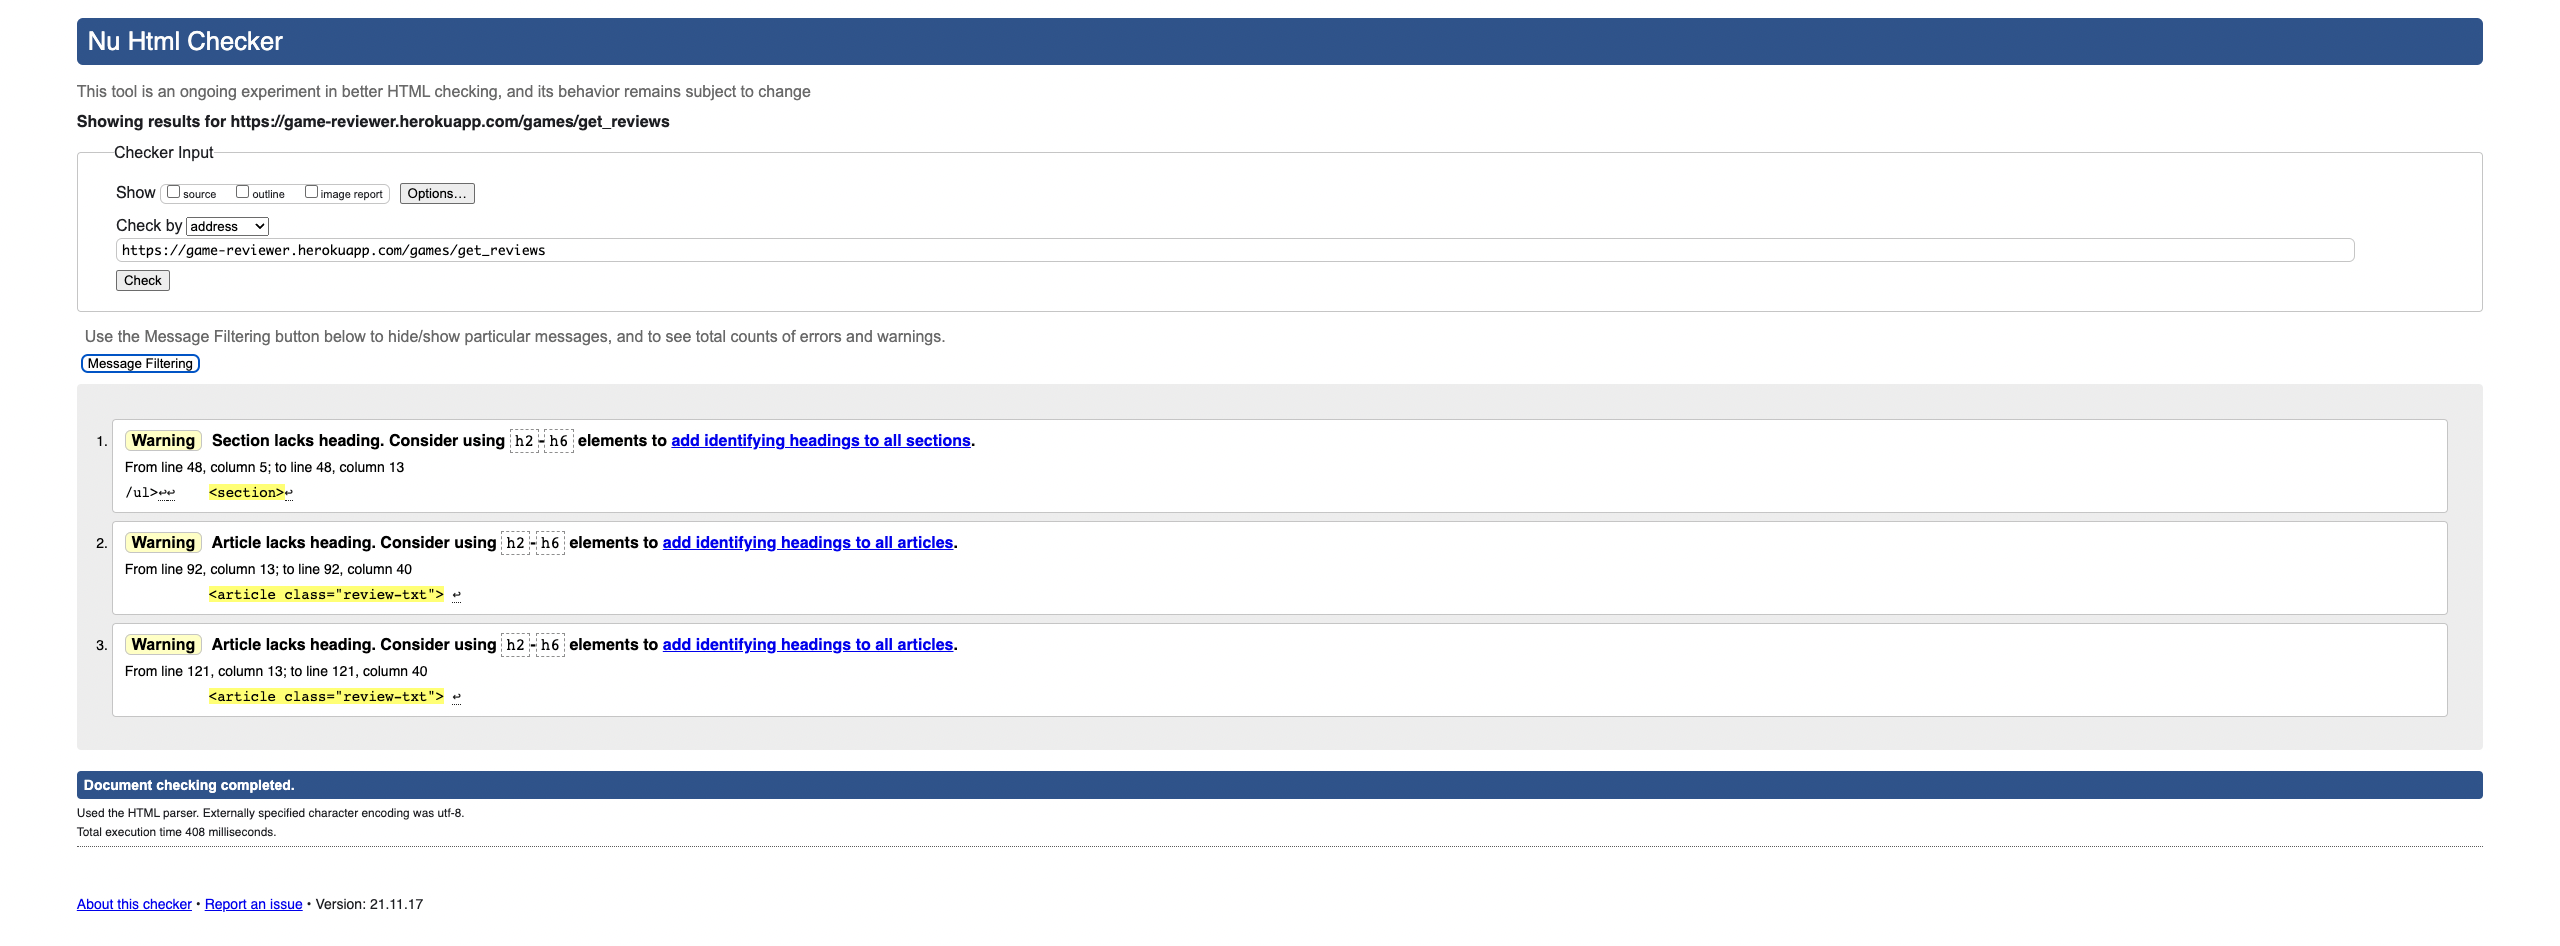 Nu Html Checker
This tool is an ongoing experiment in better HTML checking, and its behavior remains subject to change
Showing results for https://game-reviewer.herokuapp.com/games/get_reviews
Checker Input
Show source outline image report Options...
Check by address
https://game-reviewer.herokuapp.com/games/get_reviews
Check
Use the Message Filtering button below to hide/show particular messages, and to see total counts of errors and warnings.
Message Filtering
1. Warning Section lacks heading. Consider using h2-h6 elements to add identifying headings to all sections.
From line 48, column 5; to line 48, column 13
/ul>↩↩ <section>↩
2. Warning Article lacks heading. Consider using h2-h6 elements to add identifying headings to all articles.
From line 92, column 13; to line 92, column 40
<article class="review-txt"> ↩
3. Warning Article lacks heading. Consider using h2-h6 elements to add identifying headings to all articles.
From line 121, column 13; to line 121, column 40
<article class="review-txt"> ↩
Document checking completed.
Used the HTML parser. Externally specified character encoding was utf-8.
Total execution time 408 milliseconds.
About this checker • Report an issue • Version: 21.11.17